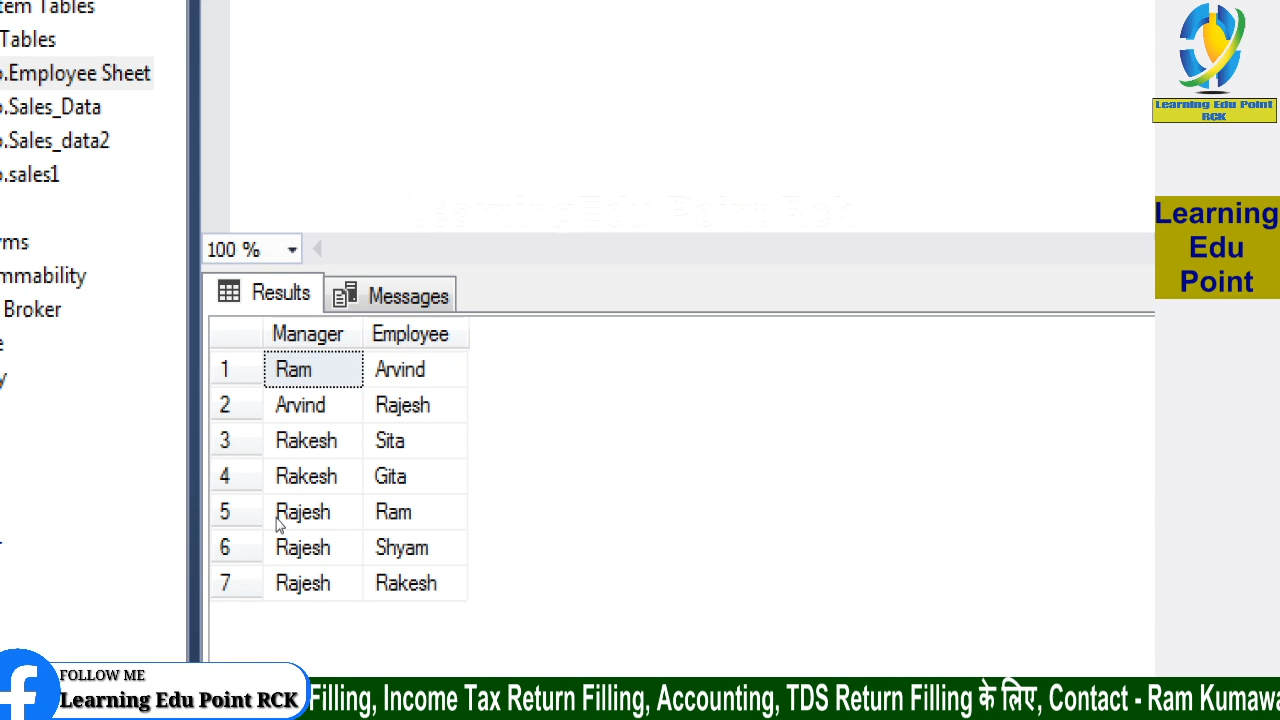 tem Tables
Tables
o.Employee Sheet
o.Sales_Data
o.Sales_data2
o.sales1
rms
mmability
Broker
e
y
100 %
Results Messages
Manager Employee
1 Ram Arvind
2 Arvind Rajesh
3 Rakesh Sita
4 Rakesh Gita
5 Rajesh Ram
6 Rajesh Shyam
7 Rajesh Rakesh
Learning Edu Point
RCK
Learning
Edu
Point
FOLLOW ME
Learning Edu Point RCK
Filling, Income Tax Return Filling, Accounting, TDS Return Filling के लिए, Contact - Ram Kumawa